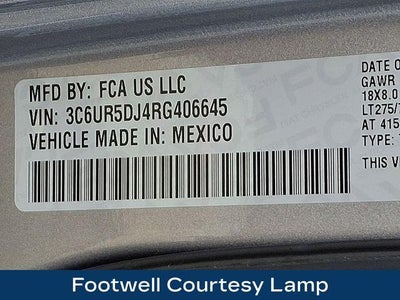 MFD BY: FCA US LLC
VIN: 3C6UR5DJ4RG406645
VEHICLE MADE IN: MEXICO
DATE O
GAWR
18X8.0
LT275/
AT 415
TYPE:
THIS V
Footwell Courtesy Lamp